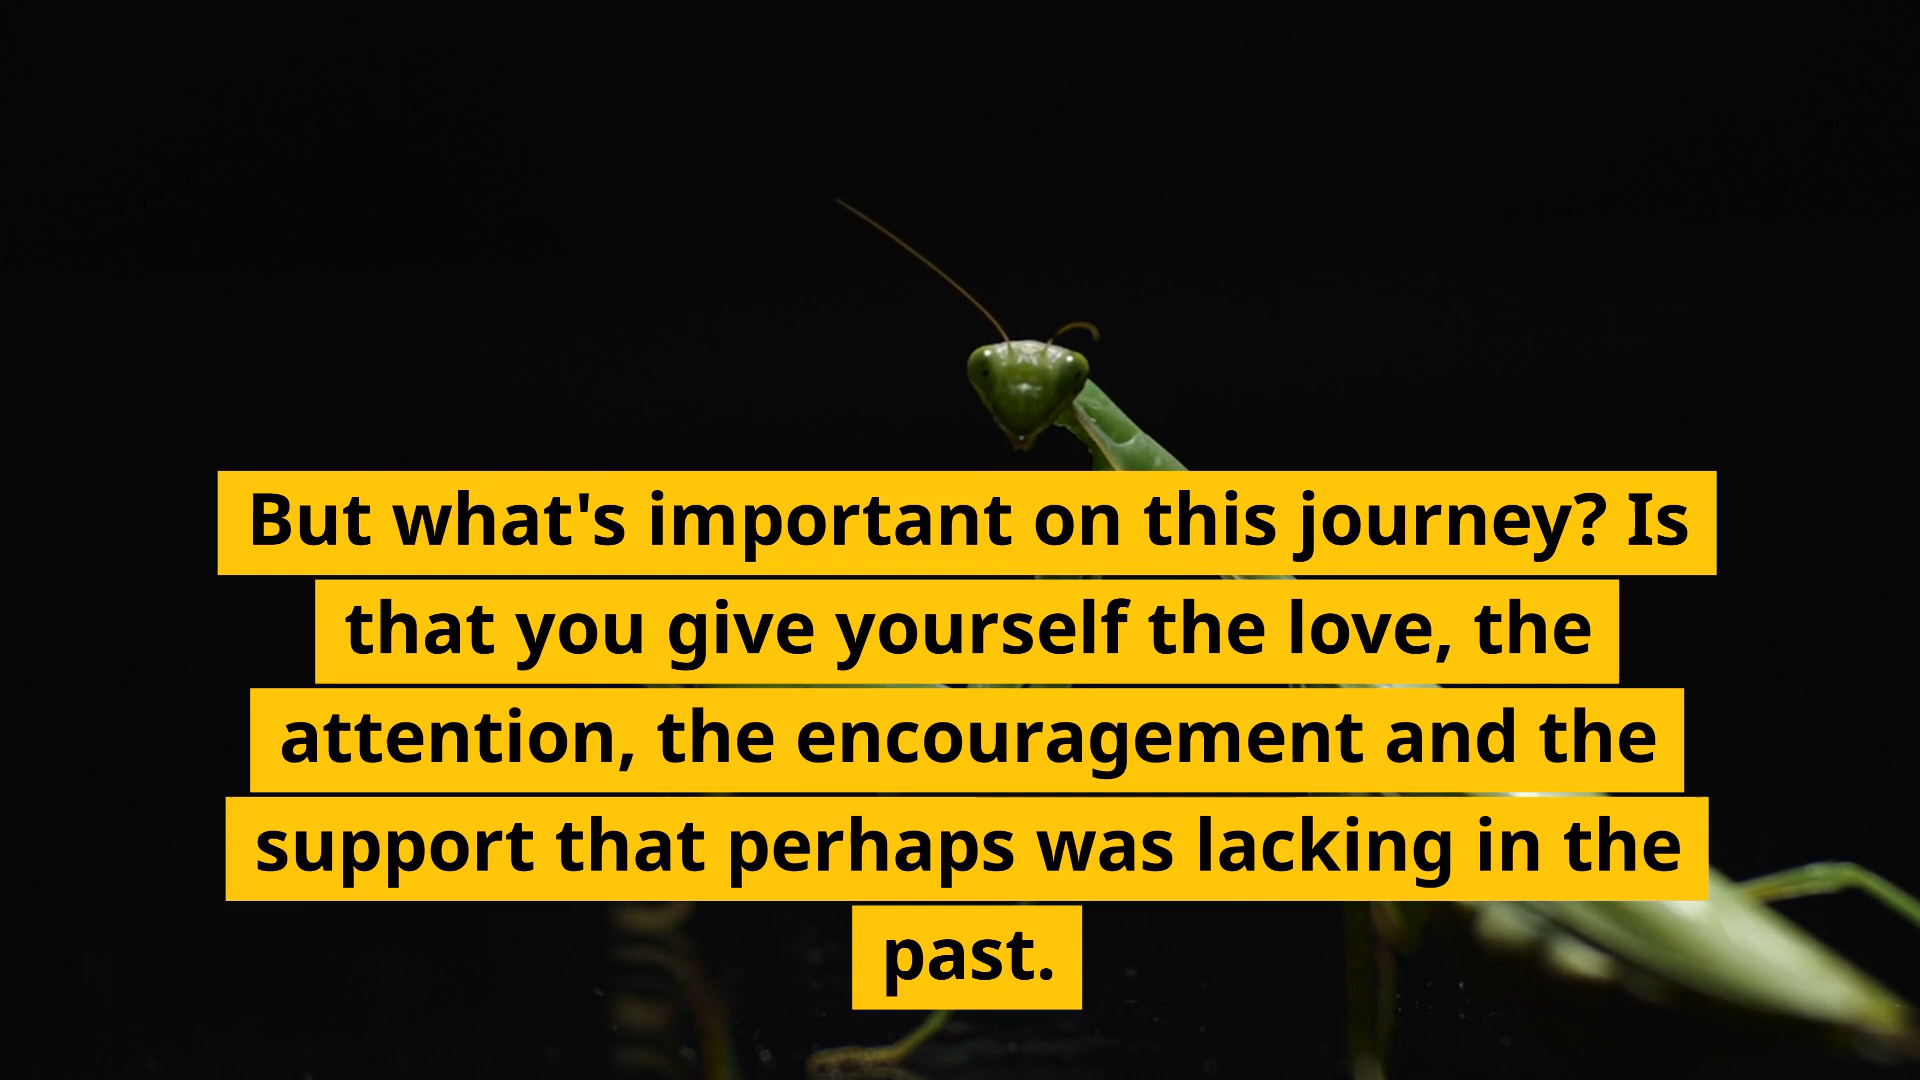 But what's important on this journey? Is
that you give yourself the love, the
attention, the encouragement and the
support that perhaps was lacking in the
past.